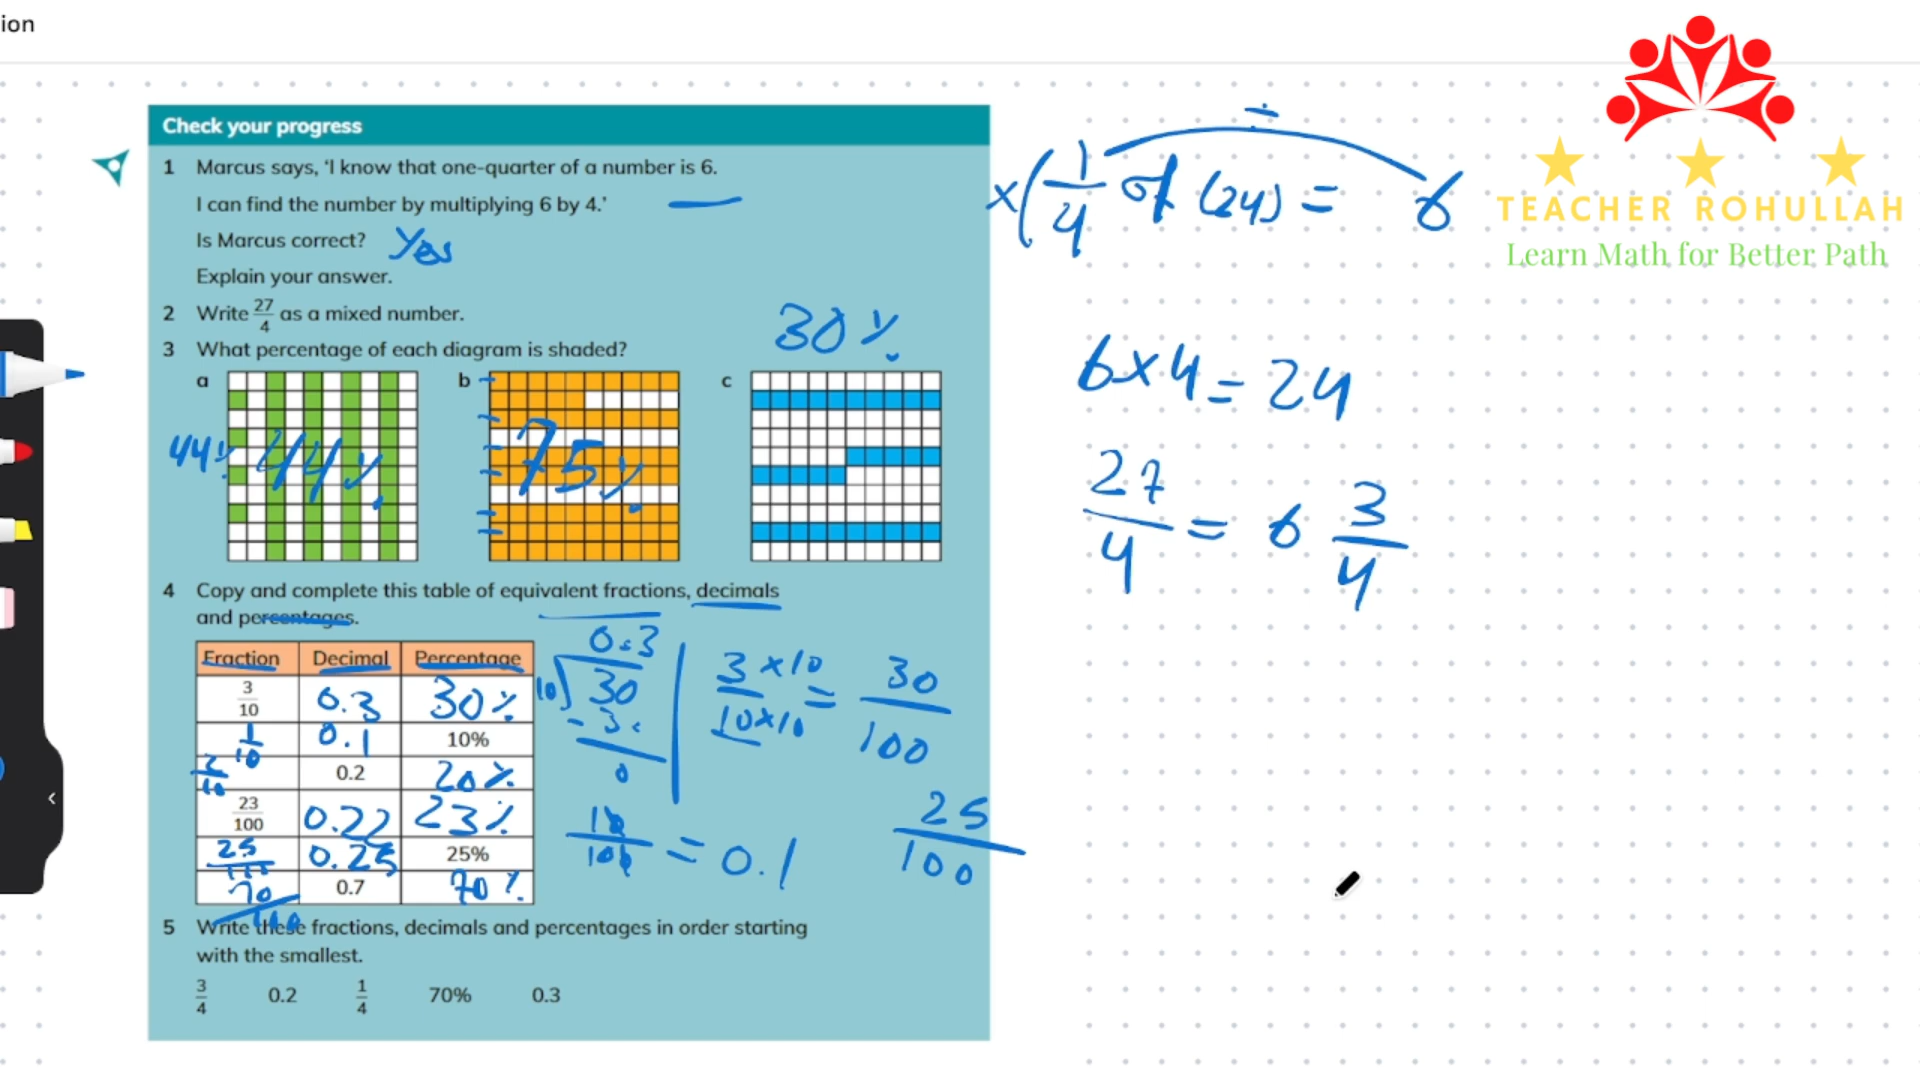 ion
Check your progress
1 Marcus says, 'I know that one-quarter of a number is 6.
I can find the number by multiplying 6 by 4.'
Is Marcus correct? Yes
Explain your answer.
2 Write 27/4 as a mixed number.
3 What percentage of each diagram is shaded?
30%
a b c
44% 44% 75%
4 Copy and complete this table of equivalent fractions, decimals
and percentages.
Fraction Decimal Percentage
3/10 0.3 30%
1/10 0.1 10%
2/10 0.2 20%
23/100 0.22 23%
25/100 0.25 25%
70/100 0.7 70%
0.3
10 30
- 30
0
3 × 10 / 10 × 10 = 30/100
10/100 = 0.1
25/100
5 Write these fractions, decimals and percentages in order starting
with the smallest.
3/4 0.2 1/4 70% 0.3
÷
× ( 1/4 of (24) = 6
6 × 4 = 24
27/4 = 6 3/4
TEACHER ROHULLAH
Learn Math for Better Path